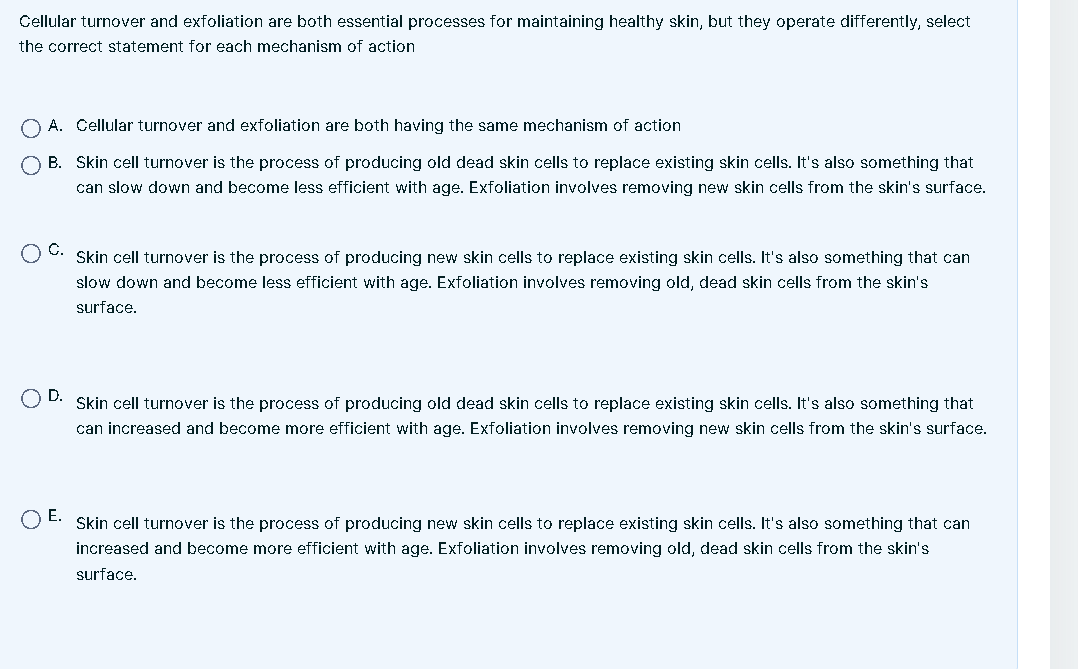 Cellular turnover and exfoliation are both essential processes for maintaining healthy skin, but they operate differently, select
the correct statement for each mechanism of action
A. Cellular turnover and exfoliation are both having the same mechanism of action
B. Skin cell turnover is the process of producing old dead skin cells to replace existing skin cells. It's also something that
can slow down and become less efficient with age. Exfoliation involves removing new skin cells from the skin's surface.
C. Skin cell turnover is the process of producing new skin cells to replace existing skin cells. It's also something that can
slow down and become less efficient with age. Exfoliation involves removing old, dead skin cells from the skin's
surface.
D. Skin cell turnover is the process of producing old dead skin cells to replace existing skin cells. It's also something that
can increased and become more efficient with age. Exfoliation involves removing new skin cells from the skin's surface.
E. Skin cell turnover is the process of producing new skin cells to replace existing skin cells. It's also something that can
increased and become more efficient with age. Exfoliation involves removing old, dead skin cells from the skin's
surface.